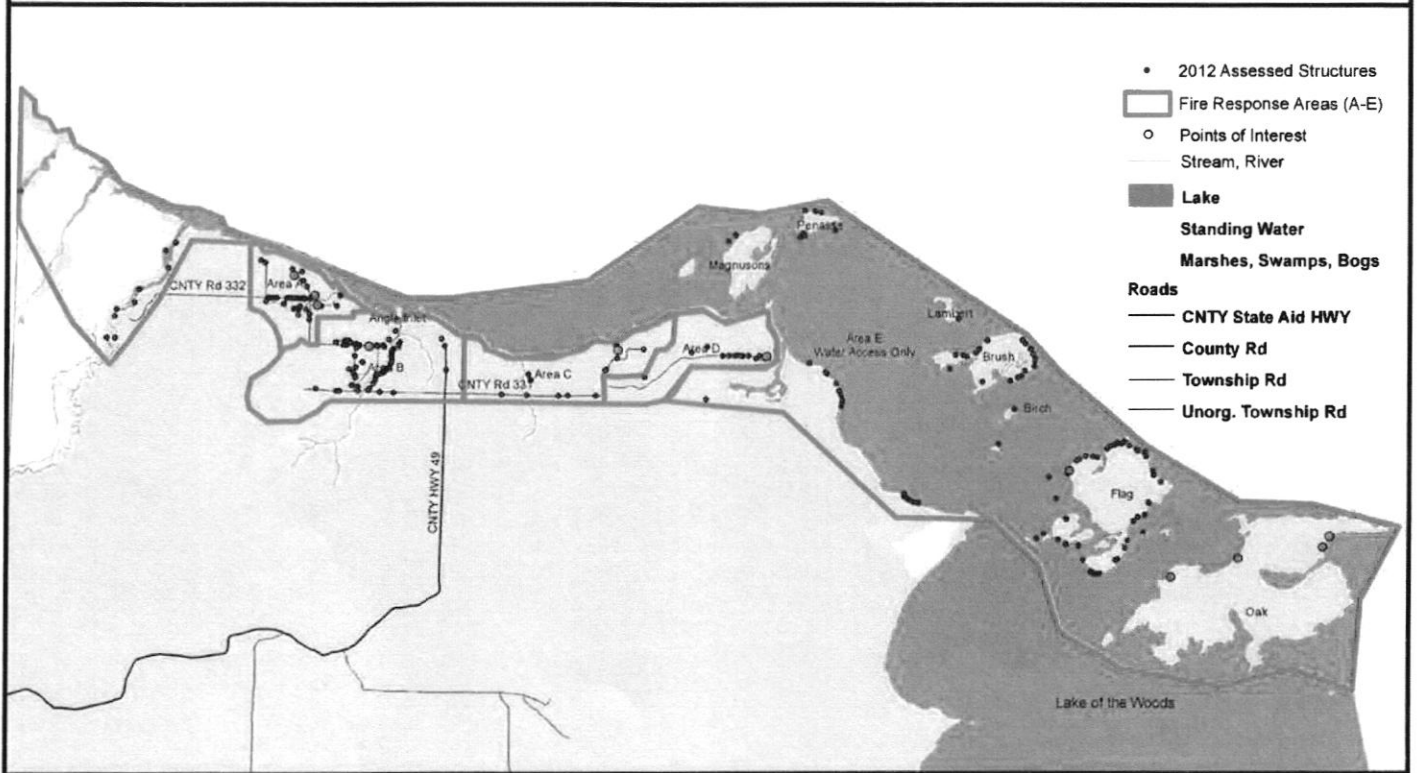 2012 Assessed Structures
Fire Response Areas (A-E)
Points of Interest
Stream, River
Lake
Standing Water
Marshes, Swamps, Bogs
Roads
CNTY State Aid HWY
County Rd
Township Rd
Unorg. Township Rd
Penasse
Magnusons
CNTY Rd 332
Area A
Angle Inlet
Area B
CNTY Rd 331
Area C
Area D
Area E
Water Access Only
Lambert
Brush
Birch
Flag
Oak
CNTY HWY 49
Lake of the Woods